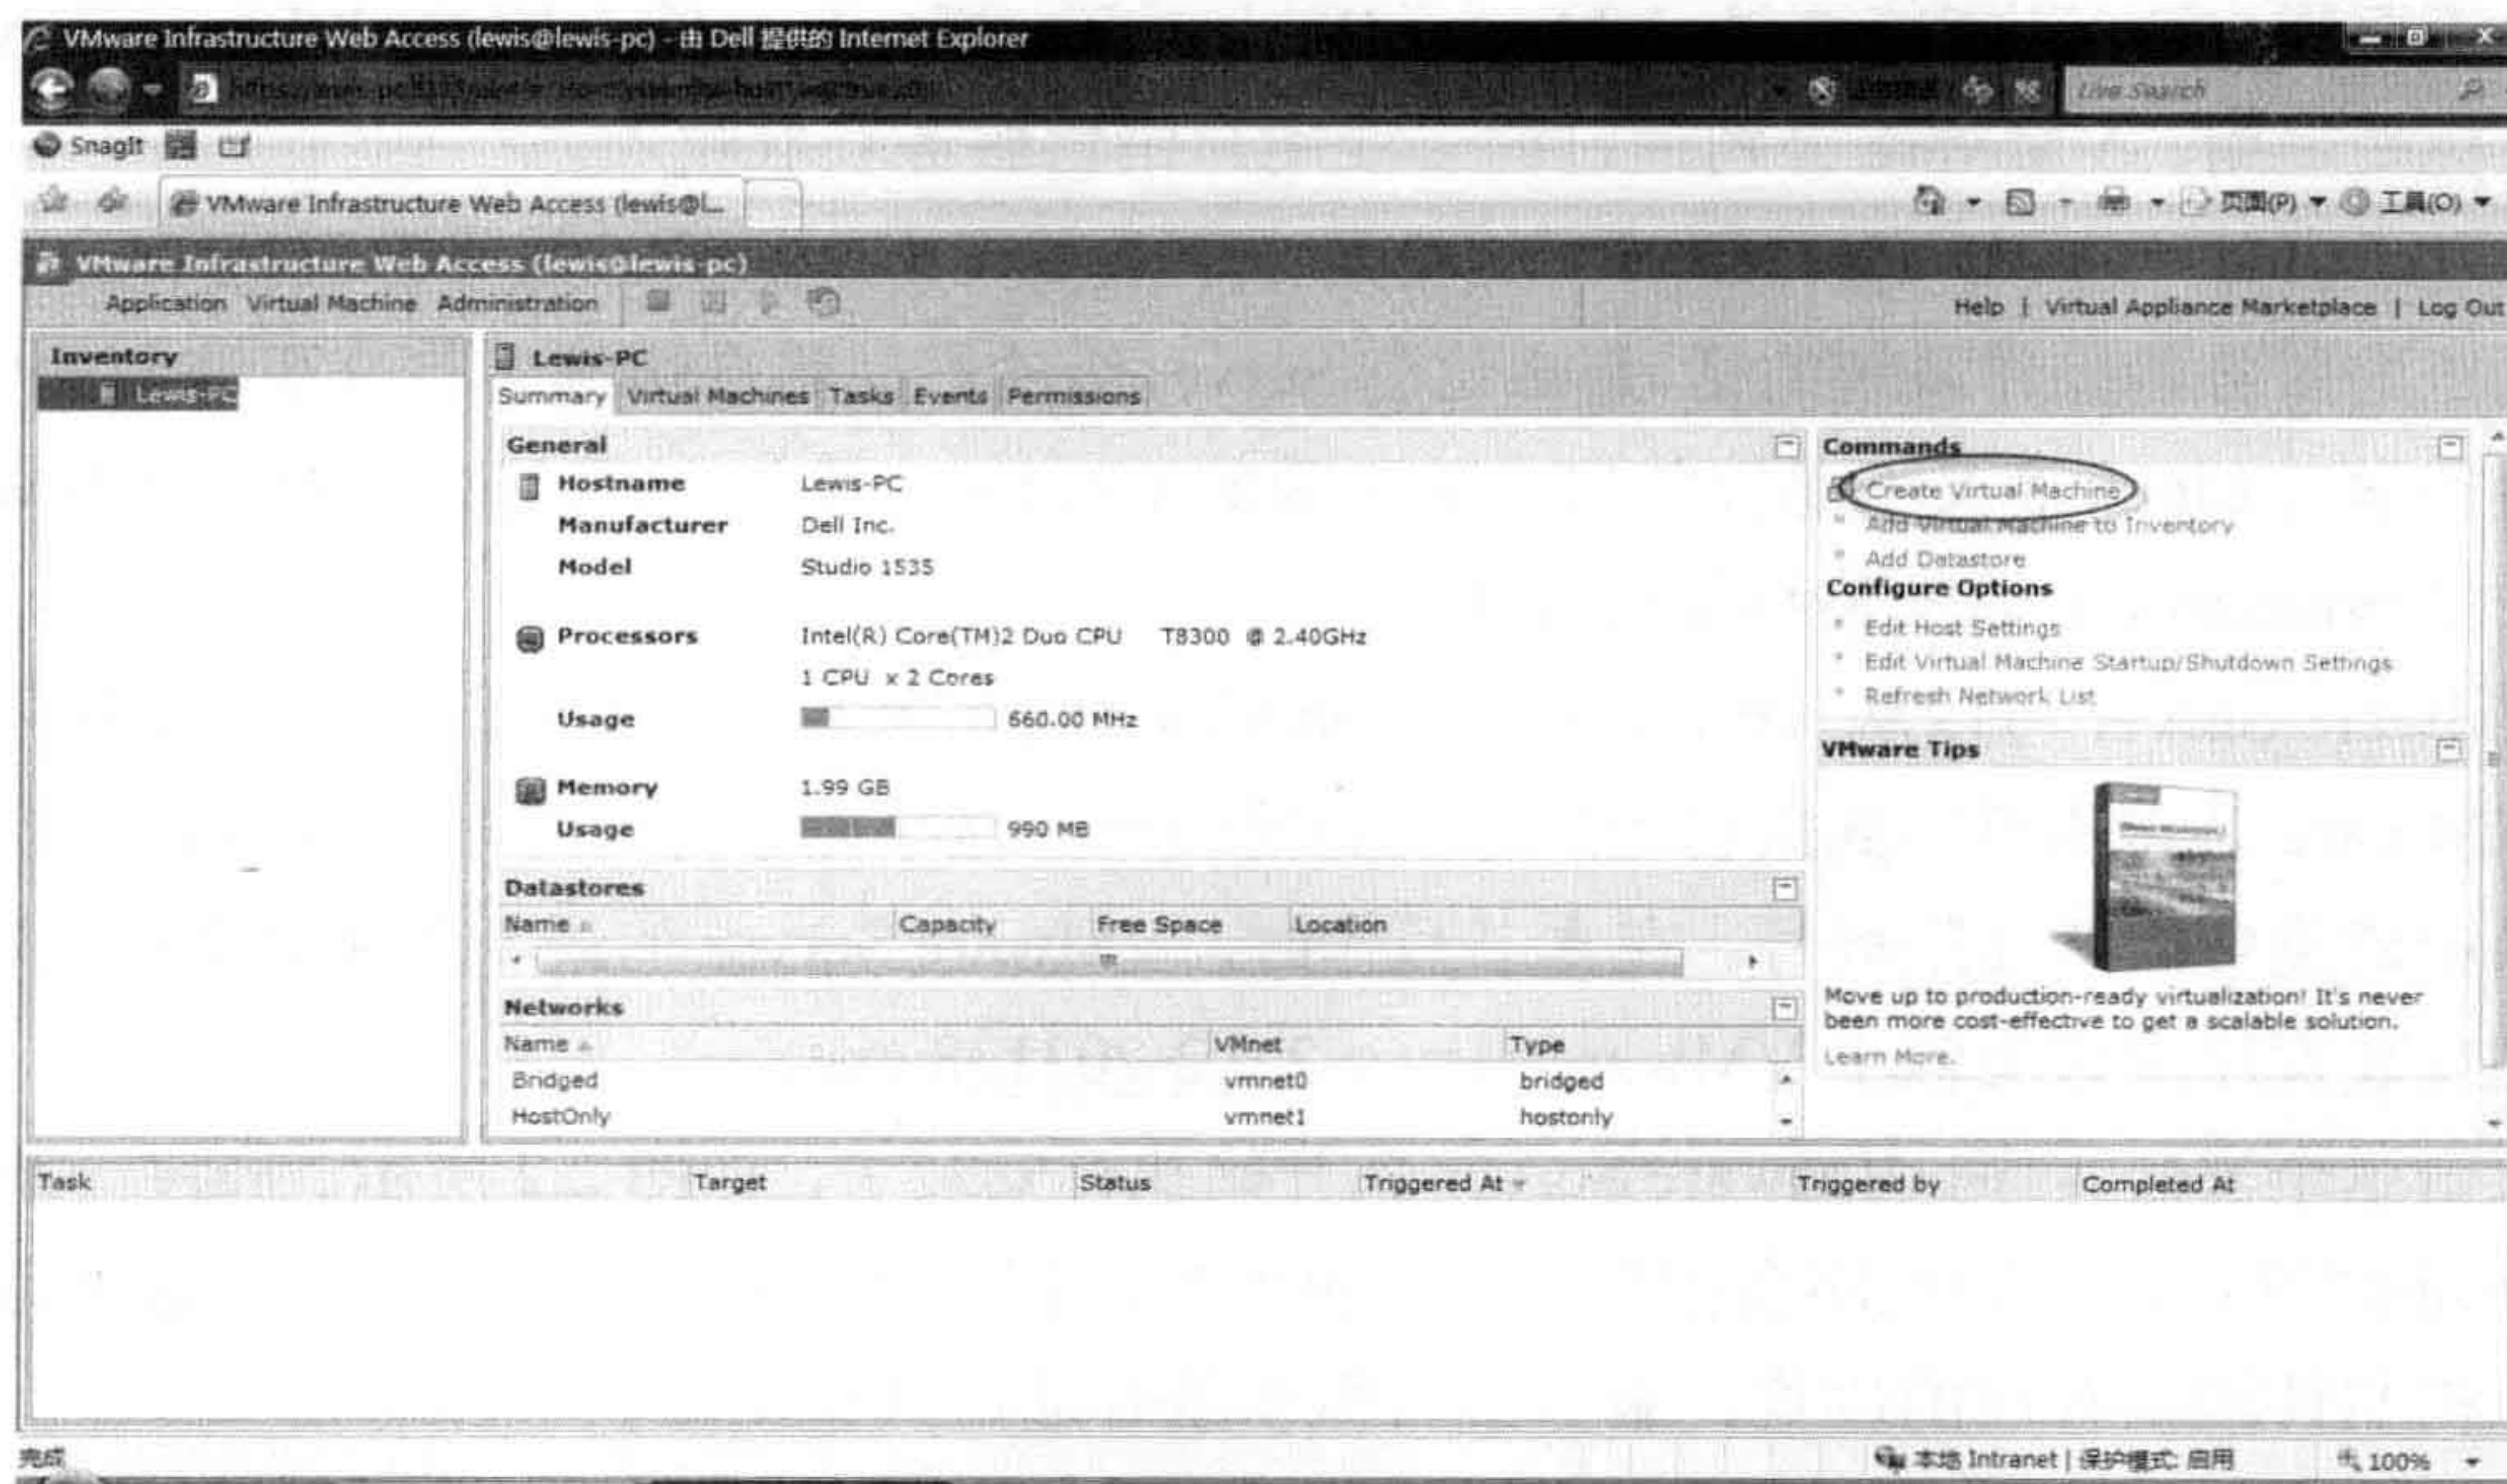 VMware Infrastructure Web Access (lewis@lewis-pc) - 由 Dell 提供的 Internet Explorer
Live Search
SnagIt
VMware Infrastructure Web Access (lewis@l...
页面(P) 工具(O)
VMware Infrastructure Web Access (lewis@lewis-pc)
Application Virtual Machine Administration
Help | Virtual Appliance Marketplace | Log Out
Inventory
Lewis-PC
Lewis-PC
Summary Virtual Machines Tasks Events Permissions
General
Hostname Lewis-PC
Manufacturer Dell Inc.
Model Studio 1535
Processors Intel(R) Core(TM)2 Duo CPU T8300 @ 2.40GHz
1 CPU x 2 Cores
Usage 660.00 MHz
Memory 1.99 GB
Usage 990 MB
Datastores
Name Capacity Free Space Location
Networks
Name VMnet Type
Bridged vmnet0 bridged
HostOnly vmnet1 hostonly
Commands
Create Virtual Machine
Add Virtual Machine to Inventory
Add Datastore
Configure Options
Edit Host Settings
Edit Virtual Machine Startup/Shutdown Settings
Refresh Network List
VMware Tips
Move up to production-ready virtualization! It's never
been more cost-effective to get a scalable solution.
Learn More.
Task Target Status Triggered At Triggered by Completed At
完成
本地 Intranet | 保护模式: 启用
100%